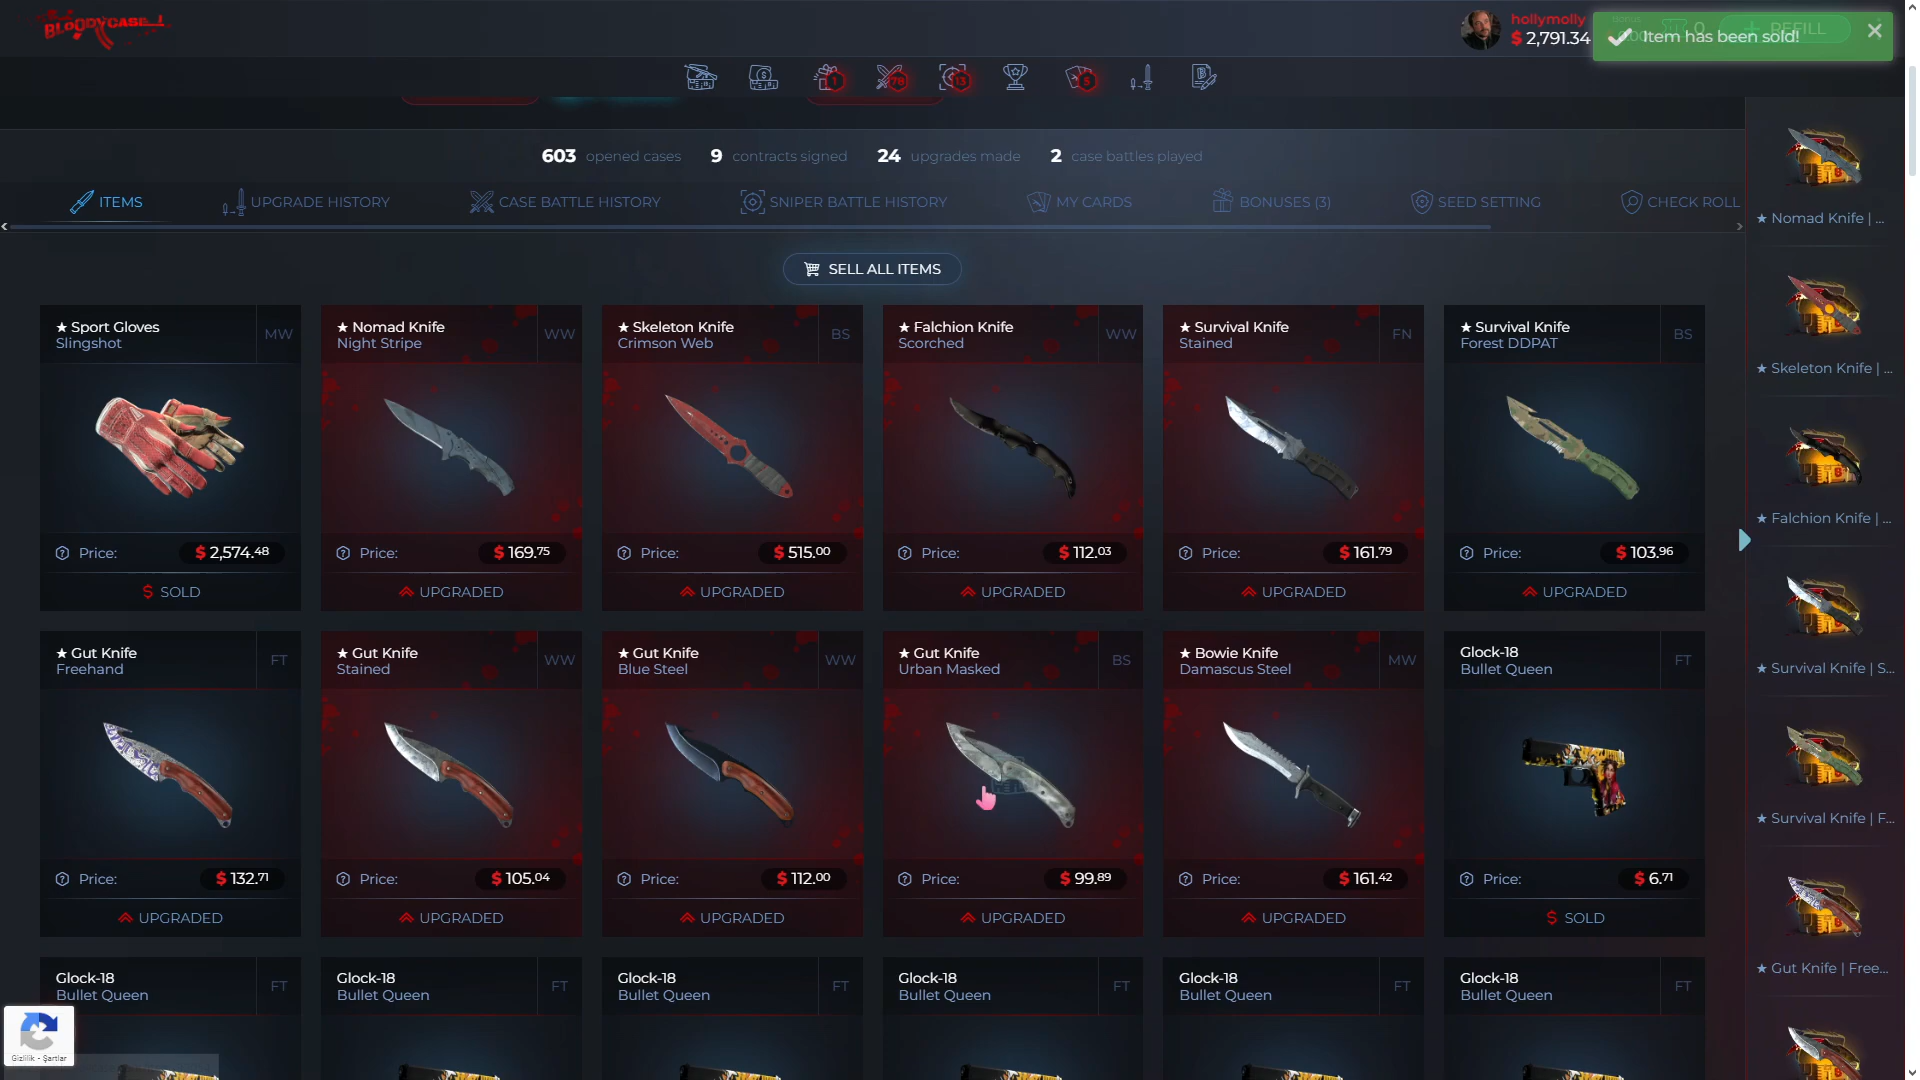 BLOODYCASE
hollymolly
$ 2,791.34
0
REFILL
Item has been sold!
1
78
13
5
603 opened cases
9 contracts signed
24 upgrades made
2 case battles played
ITEMS
UPGRADE HISTORY
CASE BATTLE HISTORY
SNIPER BATTLE HISTORY
MY CARDS
BONUSES (3)
SEED SETTING
CHECK ROLL
SELL ALL ITEMS
★ Sport Gloves
Slingshot
MW
Price: $ 2,574.48
$ SOLD
★ Nomad Knife
Night Stripe
WW
Price: $ 169.75
UPGRADED
★ Skeleton Knife
Crimson Web
BS
Price: $ 515.00
UPGRADED
★ Falchion Knife
Scorched
WW
Price: $ 112.03
UPGRADED
★ Survival Knife
Stained
FN
Price: $ 161.79
UPGRADED
★ Survival Knife
Forest DDPAT
BS
Price: $ 103.96
UPGRADED
★ Gut Knife
Freehand
FT
Price: $ 132.71
UPGRADED
★ Gut Knife
Stained
WW
Price: $ 105.04
UPGRADED
★ Gut Knife
Blue Steel
WW
Price: $ 112.00
UPGRADED
★ Gut Knife
Urban Masked
BS
Price: $ 99.89
UPGRADED
★ Bowie Knife
Damascus Steel
MW
Price: $ 161.42
UPGRADED
Glock-18
Bullet Queen
FT
Price: $ 6.71
$ SOLD
Glock-18
Bullet Queen
FT
Glock-18
Bullet Queen
FT
Glock-18
Bullet Queen
FT
Glock-18
Bullet Queen
FT
Glock-18
Bullet Queen
FT
Glock-18
Bullet Queen
FT
★ Nomad Knife | ...
★ Skeleton Knife | ...
★ Falchion Knife | ...
★ Survival Knife | S...
★ Survival Knife | F...
★ Gut Knife | Free...
Gizlilik - Şartlar